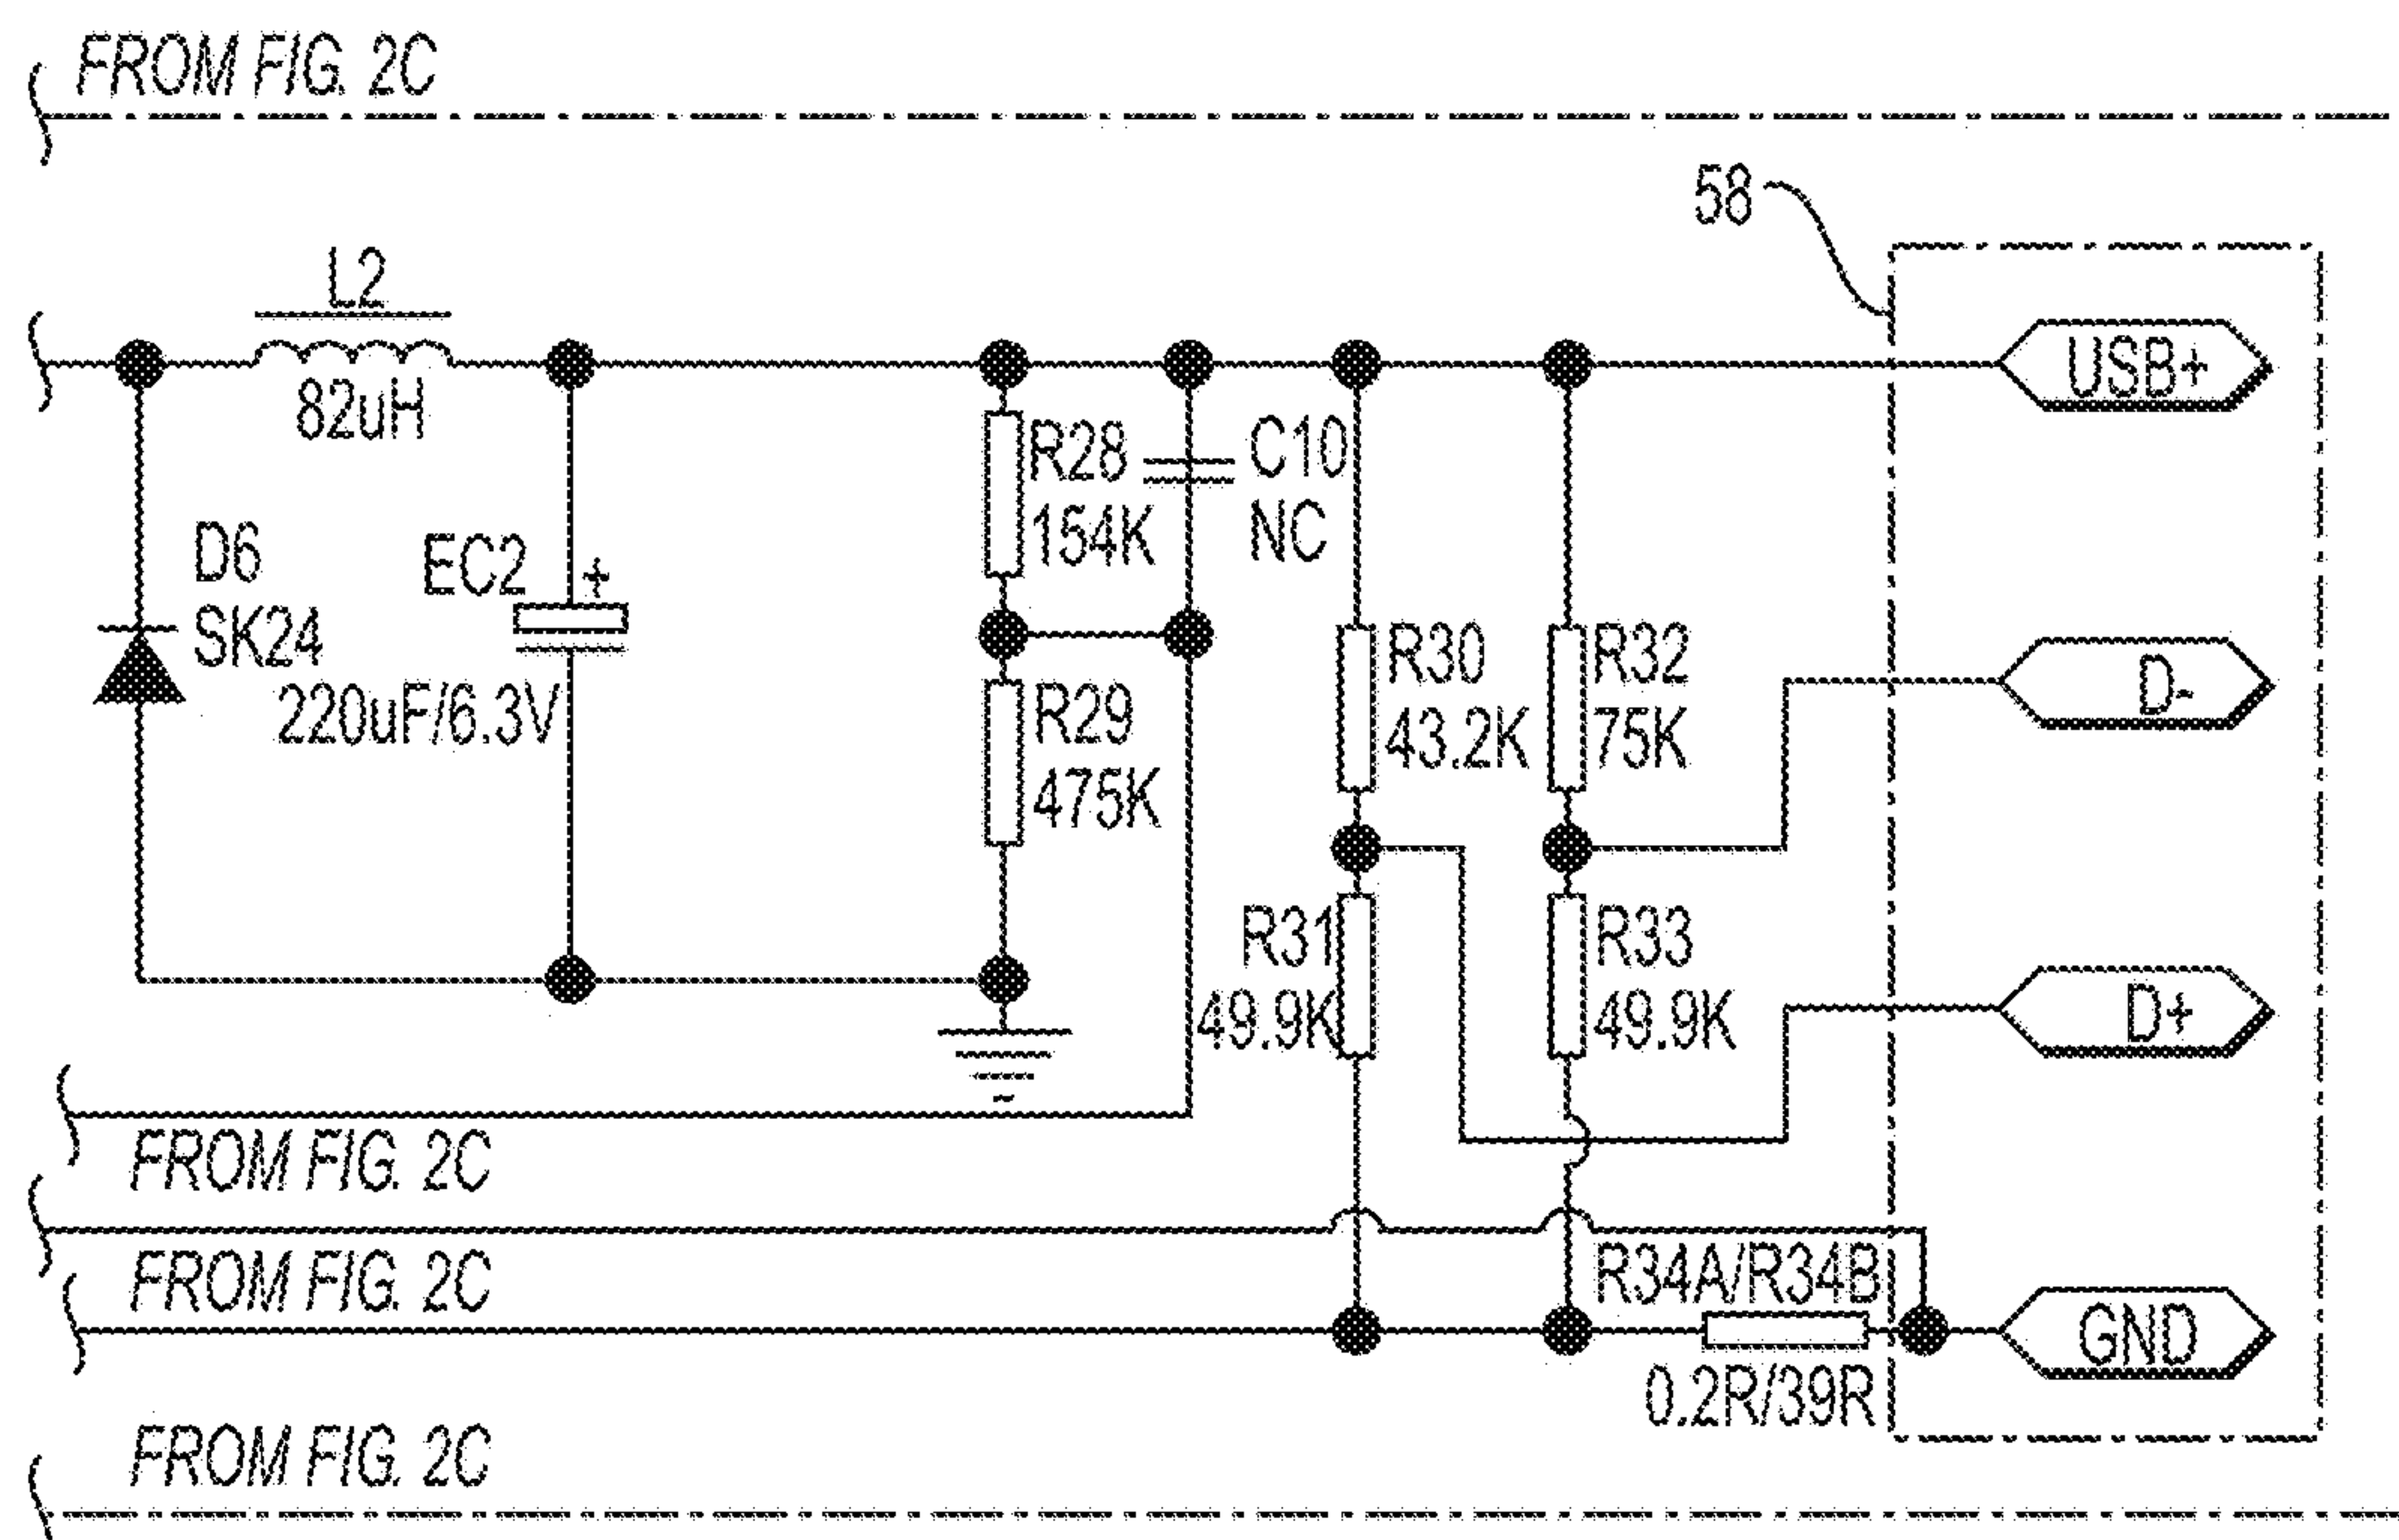 FROM FIG. 2C
58
L2
82uH
USB+
R28
154K
C10
NC
D6
SK24
EC2
+
220uF/6.3V
R29
475K
R30
43.2K
R32
75K
D-
R31
49.9K
R33
49.9K
D+
FROM FIG. 2C
FROM FIG. 2C
R34A/R34B
0.2R/39R
GND
FROM FIG. 2C